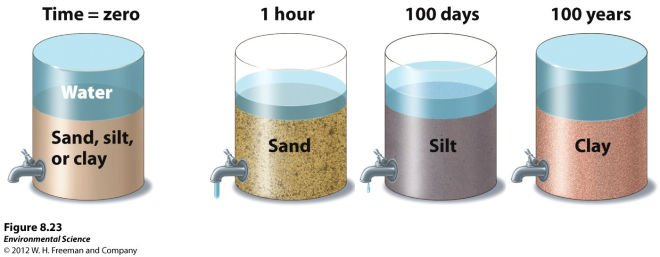 Time = zero
1 hour
100 days
100 years
Water
Sand, silt,
or clay
Sand
Silt
Clay
Figure 8.23
Environmental Science
© 2012 W. H. Freeman and Company